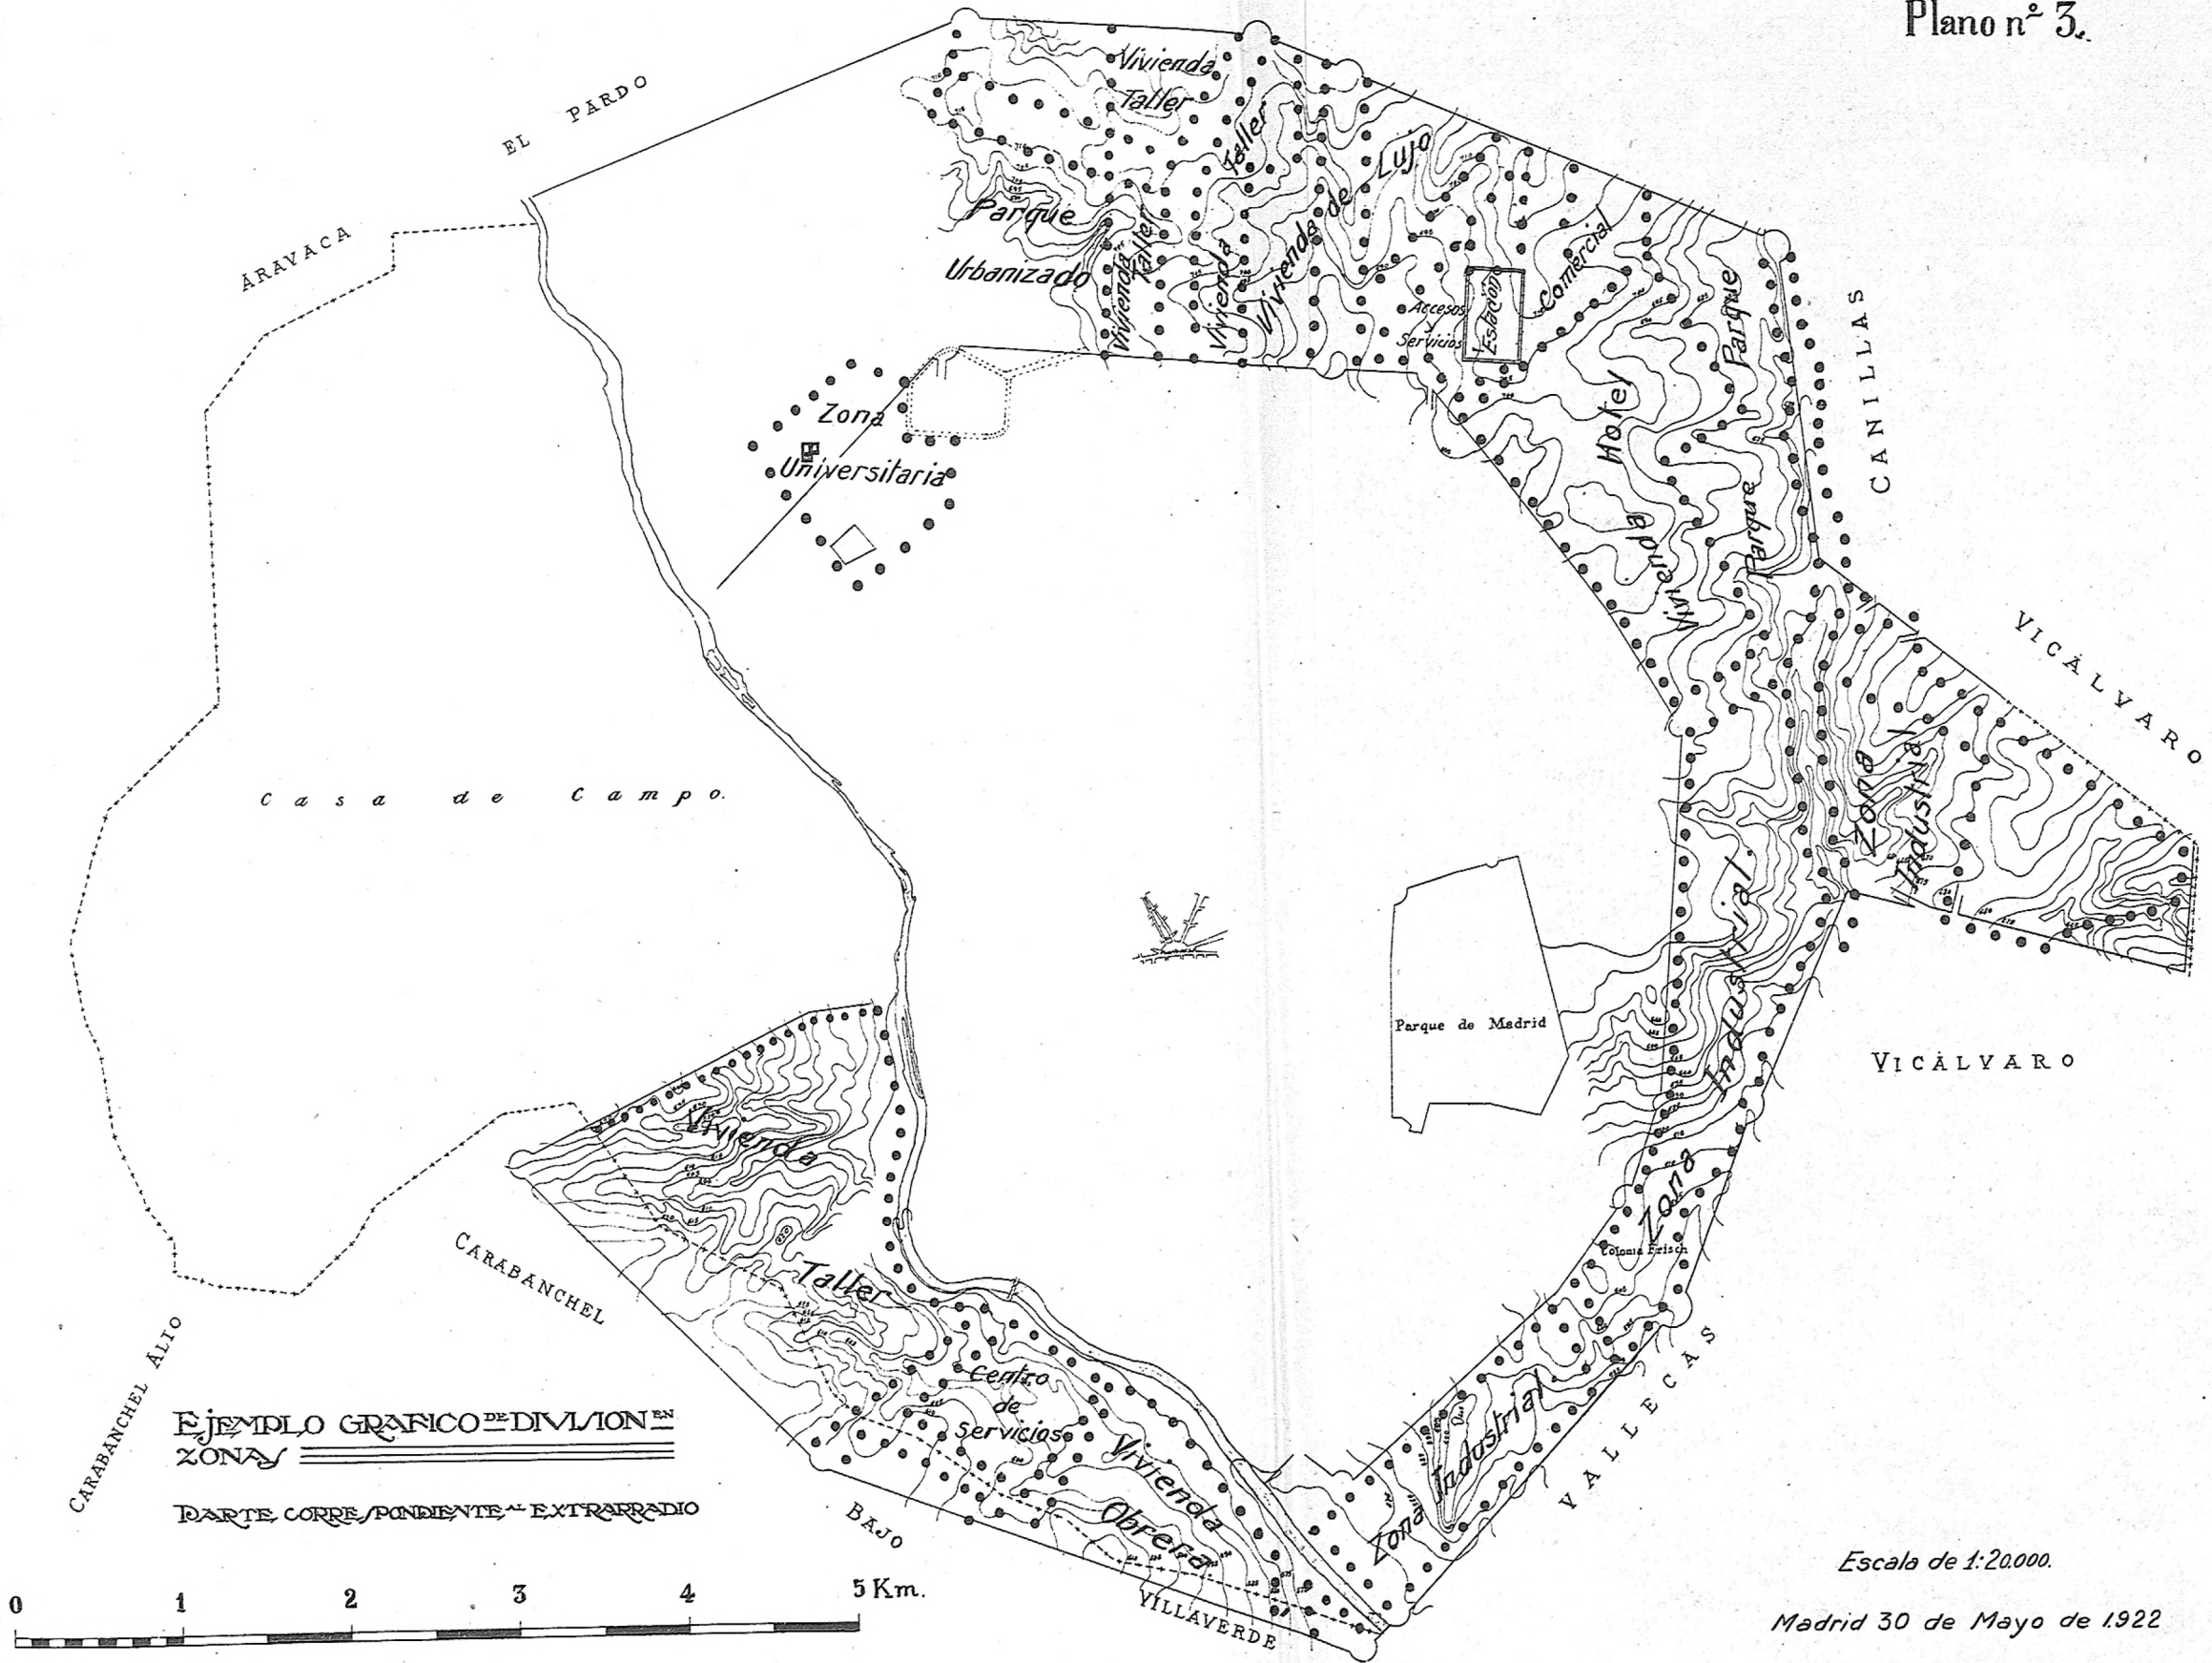 Plano nº 3.
EL PARDO
ARAVACA
Vivienda
Taller
Taller
Vivienda de Lujo
Parque
Urbanizado
Vivienda
Taller
Vivienda
Accesos
y
Servicios
Estacion
Comercial
Parque
CANILLAS
Zona
Universitaria
Hotel
Vivienda
Parque
VICÁLVARO
Zona
Industrial
Casa de Campo.
Parque de Madrid
Zona Industrial.
VICÁLVARO
Vivienda
Taller
Colonia Frisch
CARABANCHEL
BAJO
CARABANCHEL ALTO
Centro
de
Servicios
Vivienda
Obrera
Zona Industrial
VALLECAS
VILLAVERDE
EJEMPLO GRAFICO DE DIVISION EN
ZONAS
PARTE CORRESPONDIENTE AL EXTRARRADIO
0 1 2 3 4 5 Km.
Escala de 1:20.000.
Madrid 30 de Mayo de 1.922